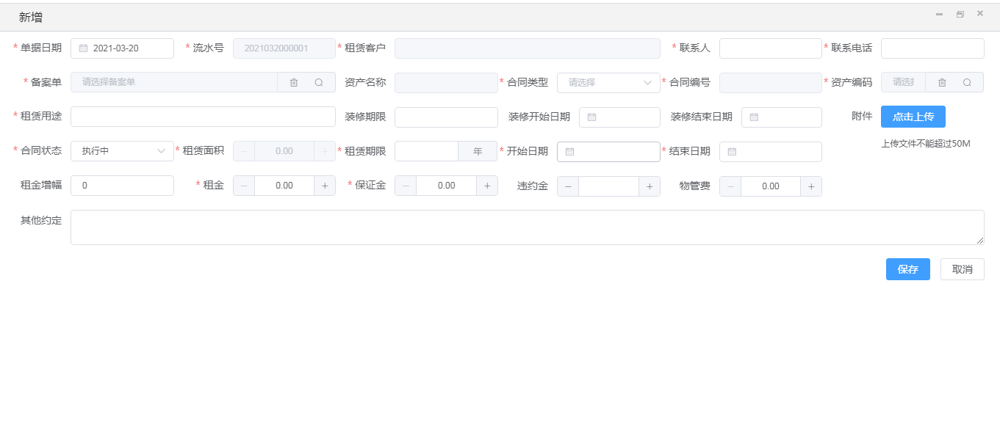 新增
* 单据日期 2021-03-20 * 流水号 2021032000001 * 租赁客户 * 联系人 * 联系电话
* 备案单 请选择备案单 资产名称 * 合同类型 请选择 * 合同编号 * 资产编码 请选
* 租赁用途 装修期限 装修开始日期 装修结束日期 附件 点击上传
上传文件不能超过50M
* 合同状态 执行中 * 租赁面积 0.00 * 租赁期限 年 * 开始日期 * 结束日期
租金增幅 0 * 租金 0.00 * 保证金 0.00 违约金 物管费 0.00
其他约定
保存 取消